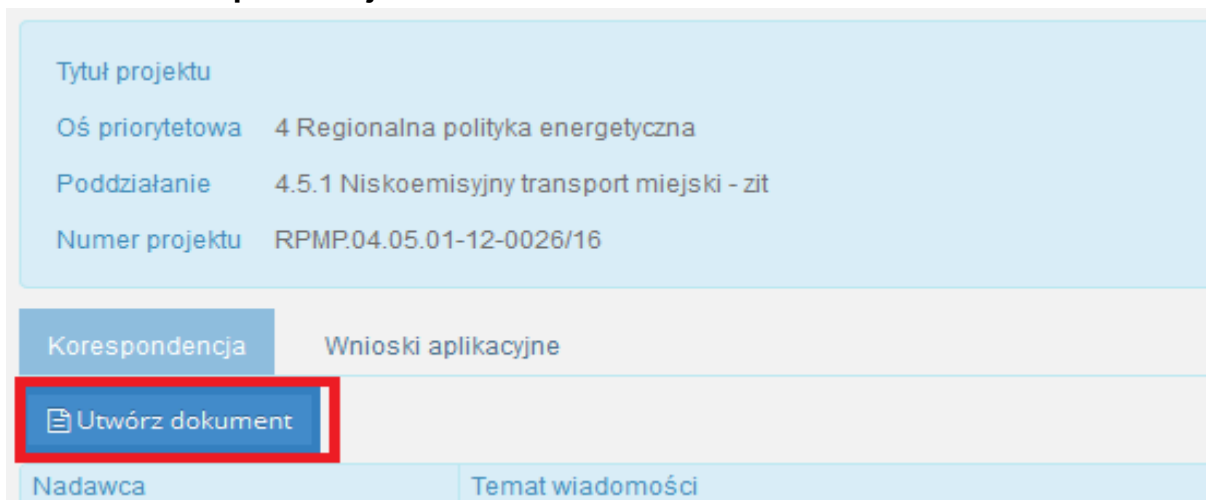 Tytuł projektu
Oś priorytetowa 4 Regionalna polityka energetyczna
Poddziałanie 4.5.1 Niskoemisyjny transport miejski - zit
Numer projektu RPMP.04.05.01-12-0026/16
Korespondencja Wnioski aplikacyjne
Utwórz dokument
Nadawca Temat wiadomości